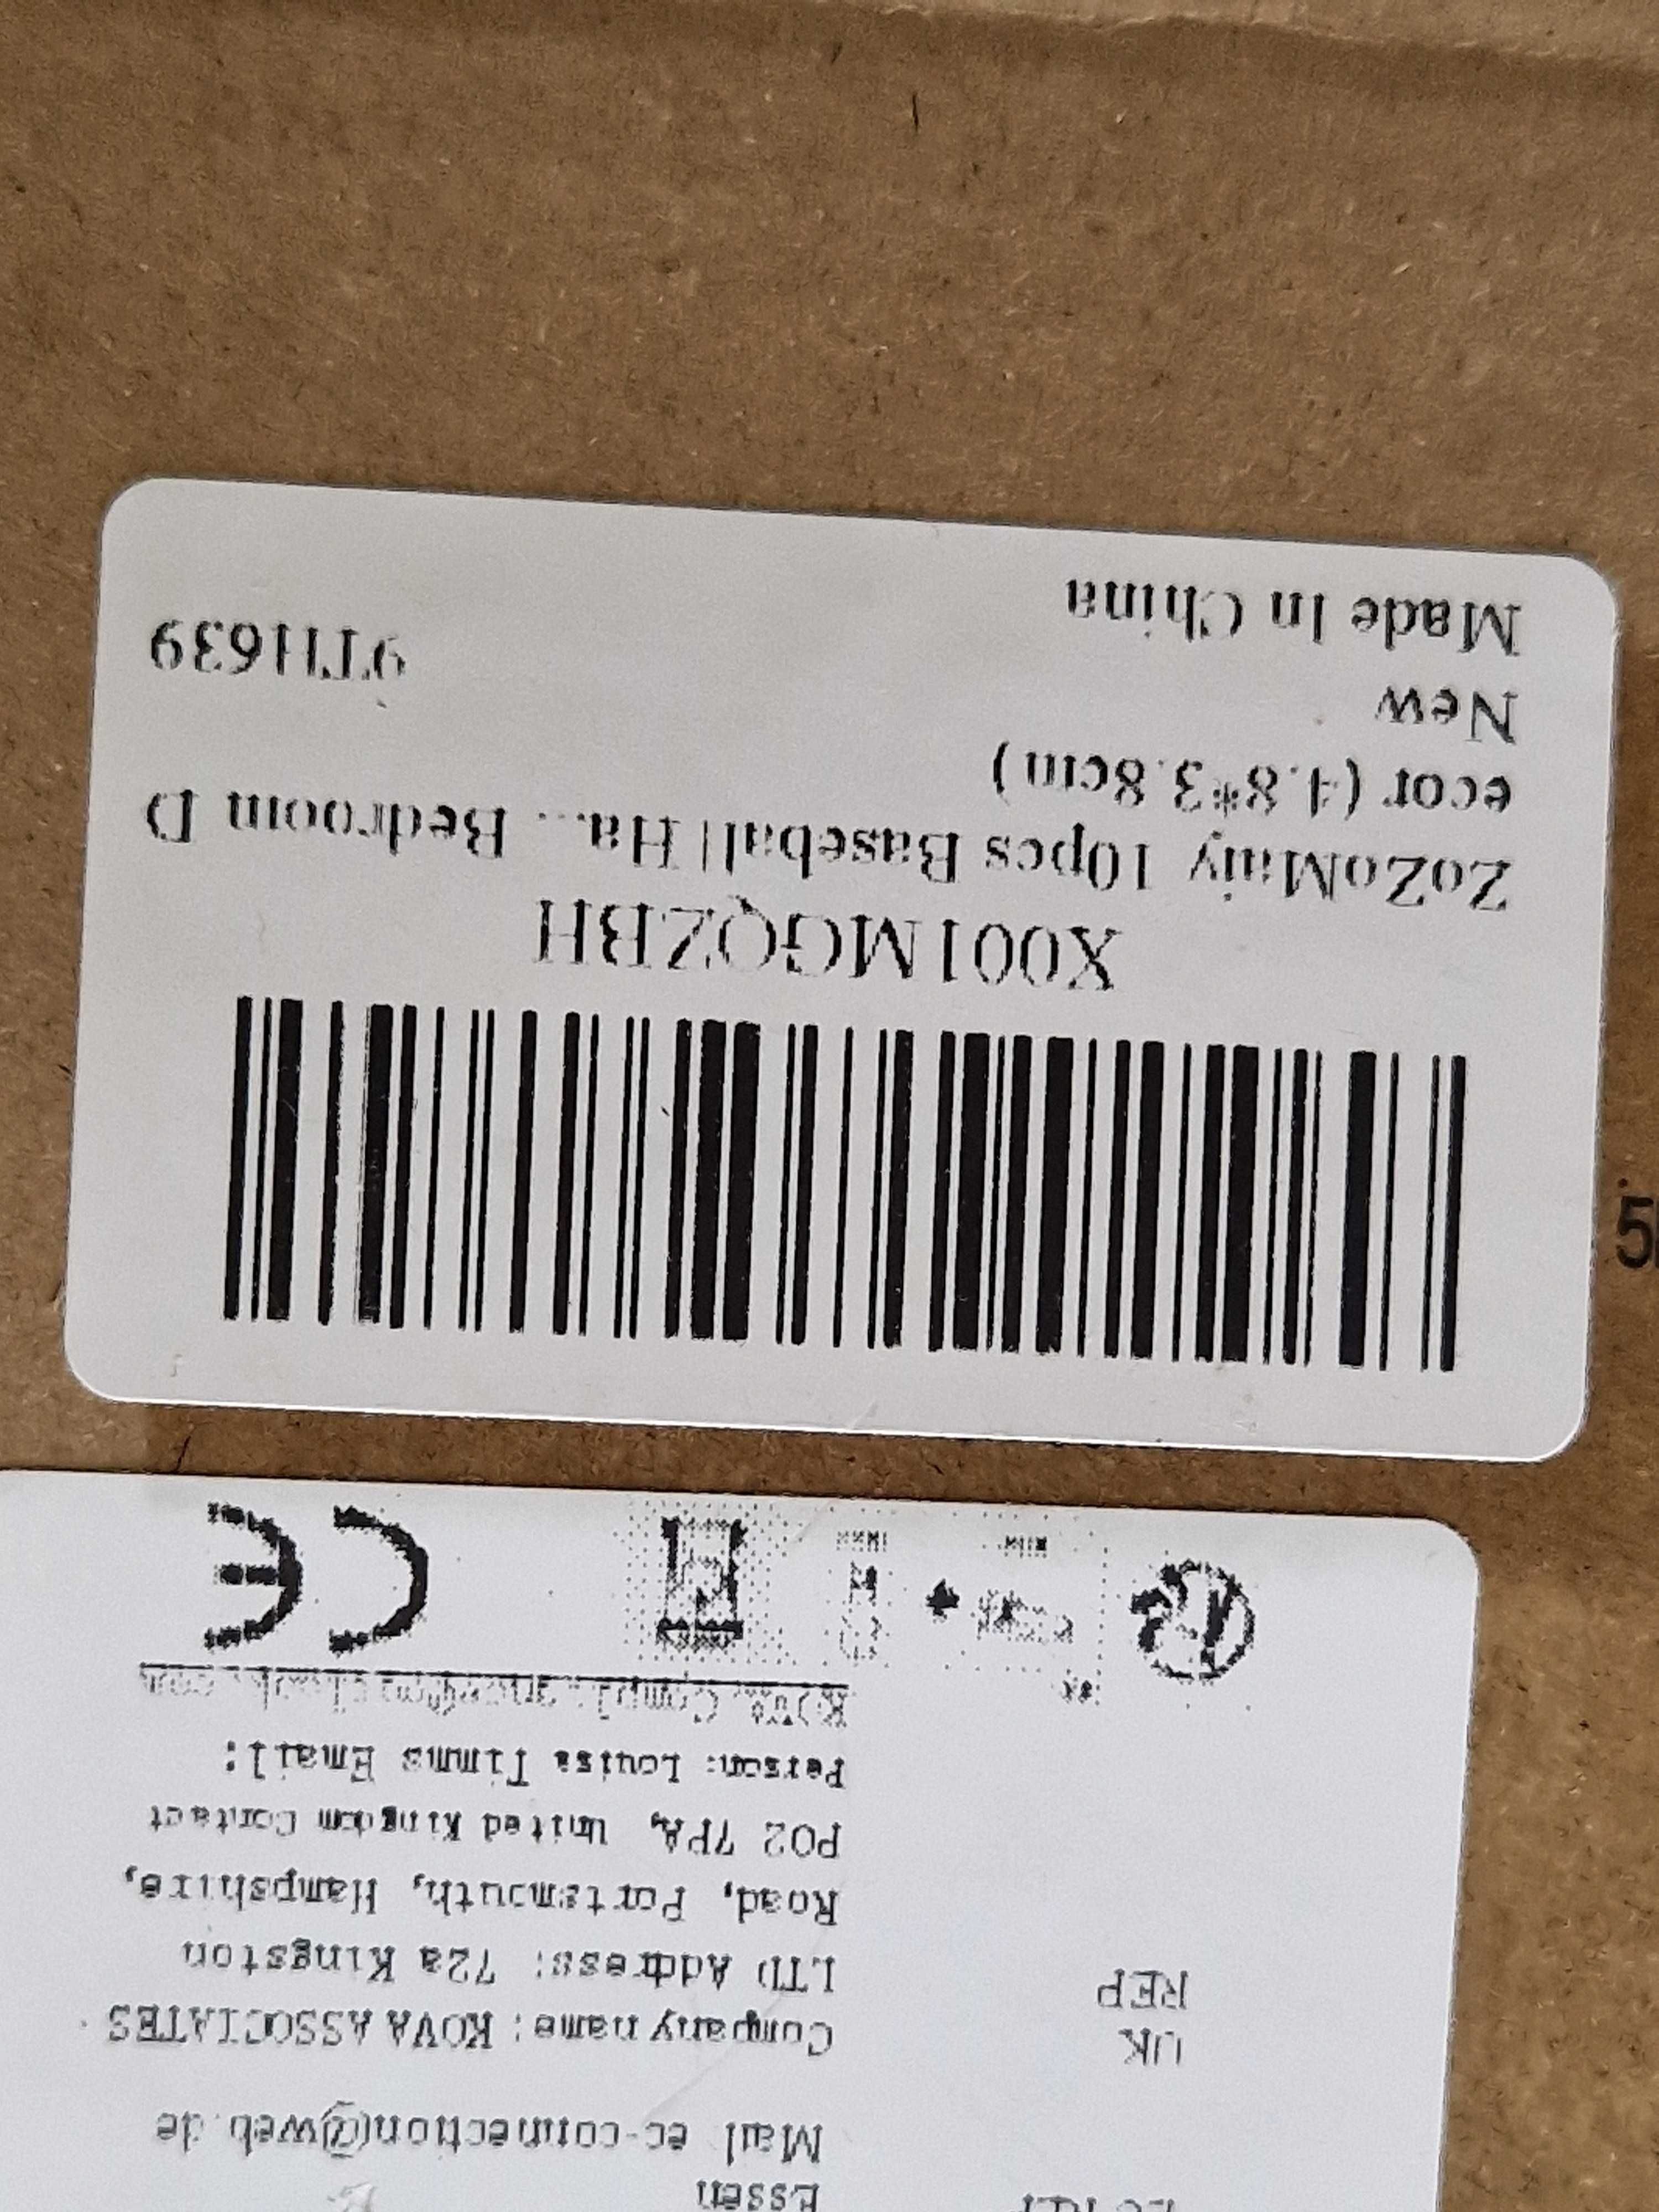 Essen
Mail ec-connection@web.de
UK
REP
Company name: KOVA ASSOCIATES
LTD Address: 72a Kingston
Road, Portsmouth, Hampshire,
PO2 7PA, United Kingdom Contact
Person: Louisa Timms Email:
CE
X001MGQZBH
ZoZoMaiy 10pcs Baseball Ha... Bedroom D
ecor (4.8*3.8cm)
New
Made In China